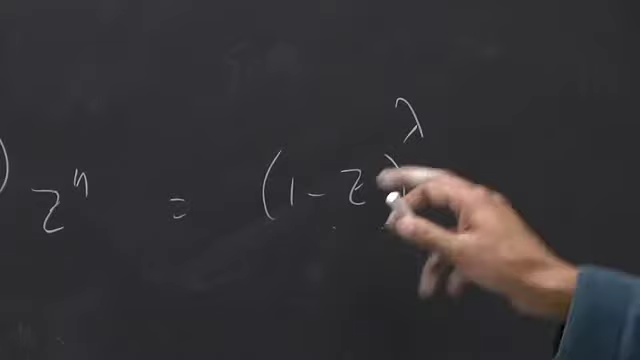 ) z^n = (1 - z)^λ